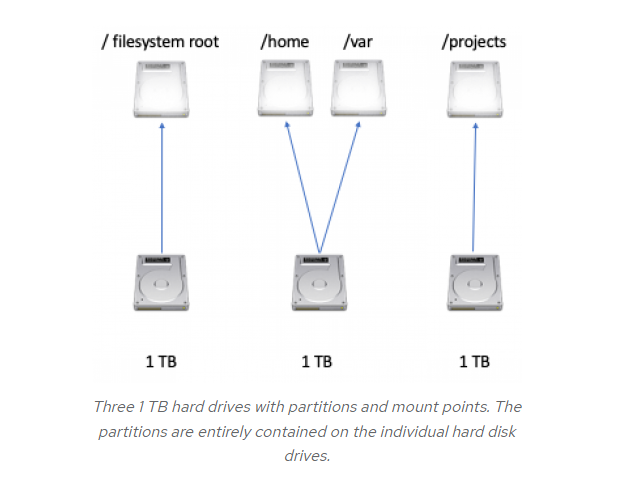 / filesystem root /home /var /projects
1 TB 1 TB 1 TB
Three 1 TB hard drives with partitions and mount points. The
partitions are entirely contained on the individual hard disk
drives.